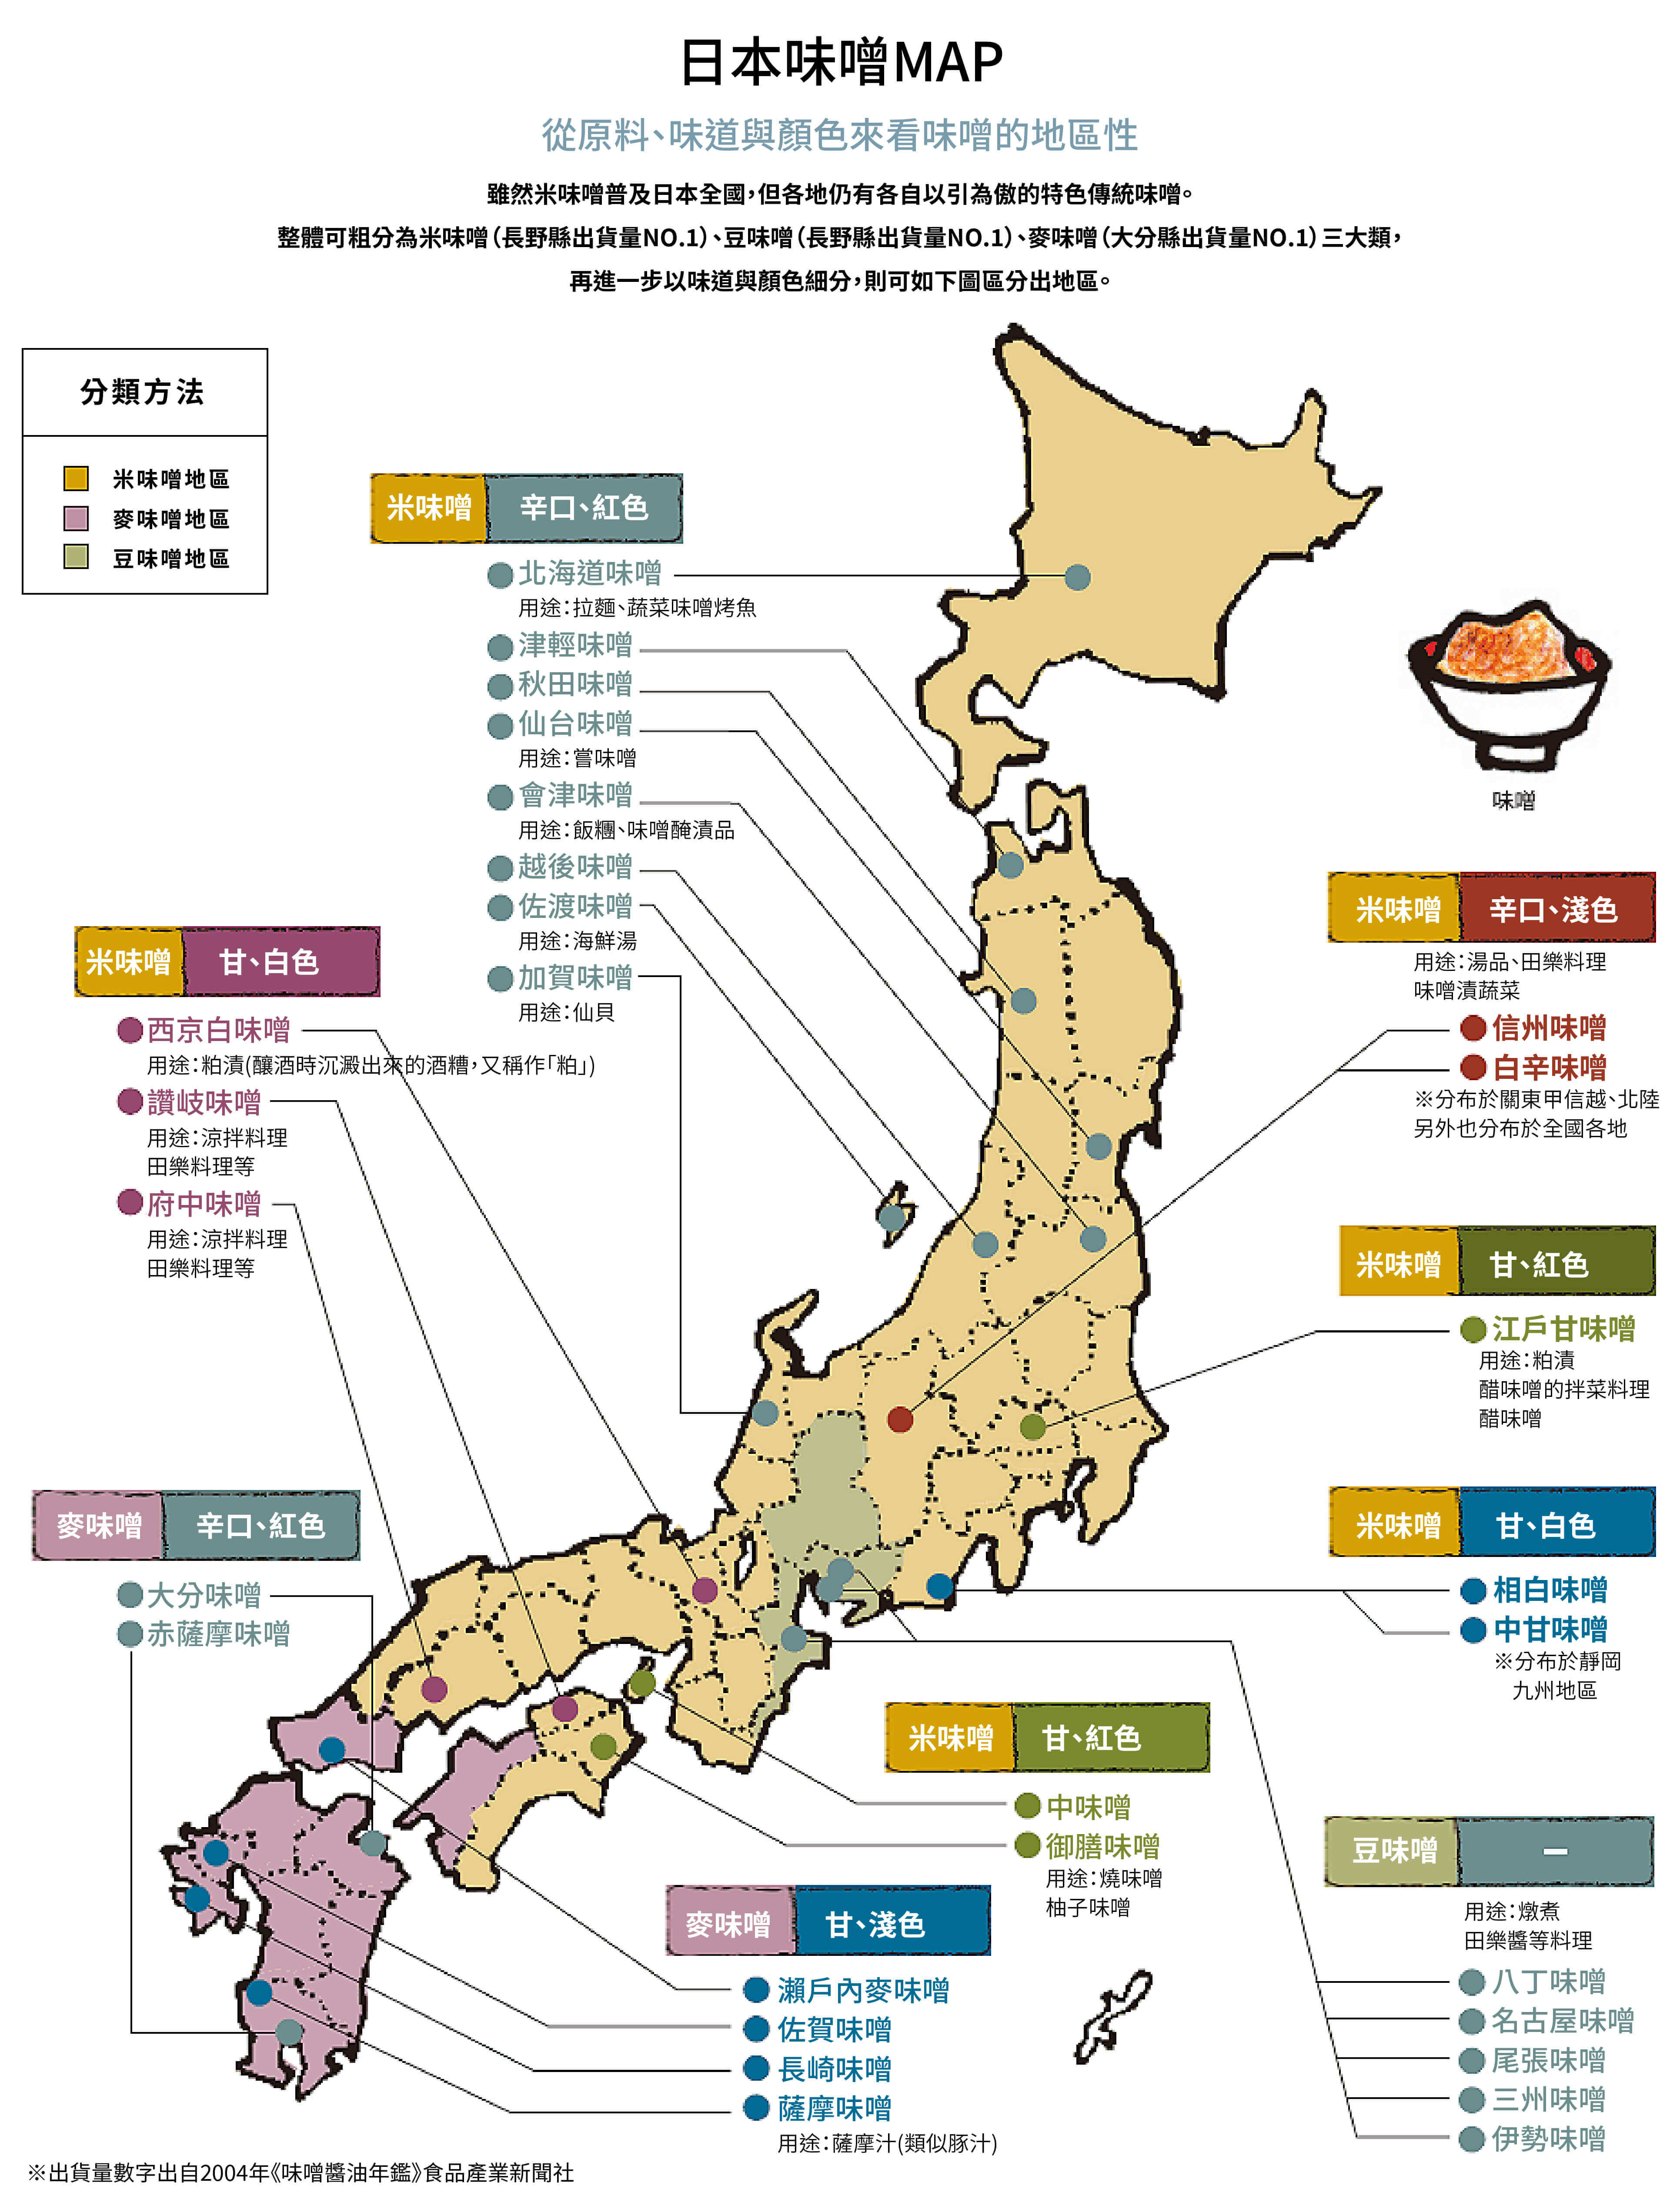 日本味噌MAP
從原料、味道與顏色來看味噌的地區性
雖然米味噌普及日本全國，但各地仍有各自以引為傲的特色傳統味噌。
整體可粗分為米味噌（長野縣出貨量NO.1）、豆味噌（長野縣出貨量NO.1）、麥味噌（大分縣出貨量NO.1）三大類，
再進一步以味道與顏色細分，則可如下圖區分出地區。
分類方法
米味噌地區
麥味噌地區
豆味噌地區
米味噌 辛口、紅色
北海道味噌
用途：拉麵、蔬菜味噌烤魚
津輕味噌
秋田味噌
仙台味噌
用途：嘗味噌
會津味噌
用途：飯糰、味噌醃漬品
越後味噌
佐渡味噌
用途：海鮮湯
加賀味噌
用途：仙貝
味噌
米味噌 甘、白色
西京白味噌
用途：粕漬(釀酒時沉澱出來的酒糟，又稱作「粕」)
讚岐味噌
用途：涼拌料理
田樂料理等
府中味噌
用途：涼拌料理
田樂料理等
米味噌 辛口、淺色
用途：湯品、田樂料理
味噌漬蔬菜
信州味噌
白辛味噌
※分布於關東甲信越、北陸
另外也分布於全國各地
米味噌 甘、紅色
江戶甘味噌
用途：粕漬
醋味噌的拌菜料理
醋味噌
麥味噌 辛口、紅色
大分味噌
赤薩摩味噌
米味噌 甘、白色
相白味噌
中甘味噌
※分布於靜岡
九州地區
米味噌 甘、紅色
中味噌
御膳味噌
用途：燒味噌
柚子味噌
麥味噌 甘、淺色
瀨戶內麥味噌
佐賀味噌
長崎味噌
薩摩味噌
用途：薩摩汁(類似豚汁)
豆味噌 －
用途：燉煮
田樂醬等料理
八丁味噌
名古屋味噌
尾張味噌
三州味噌
伊勢味噌
※出貨量數字出自2004年《味噌醬油年鑑》食品產業新聞社